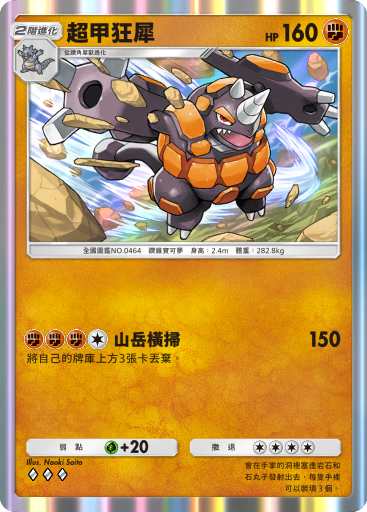 2階進化 超甲狂犀 HP 160
從鑽角犀獸進化
全國圖鑑NO.0464 鑽錐寶可夢 身高:2.4m 體重:282.8kg
山岳橫掃 150
將自己的牌庫上方3張卡丟棄。
弱點 +20 撤退
Illus. Naoki Saito
會在手掌的洞裡塞進岩石和
石丸子發射出去。每隻手裡
可以裝填3個。